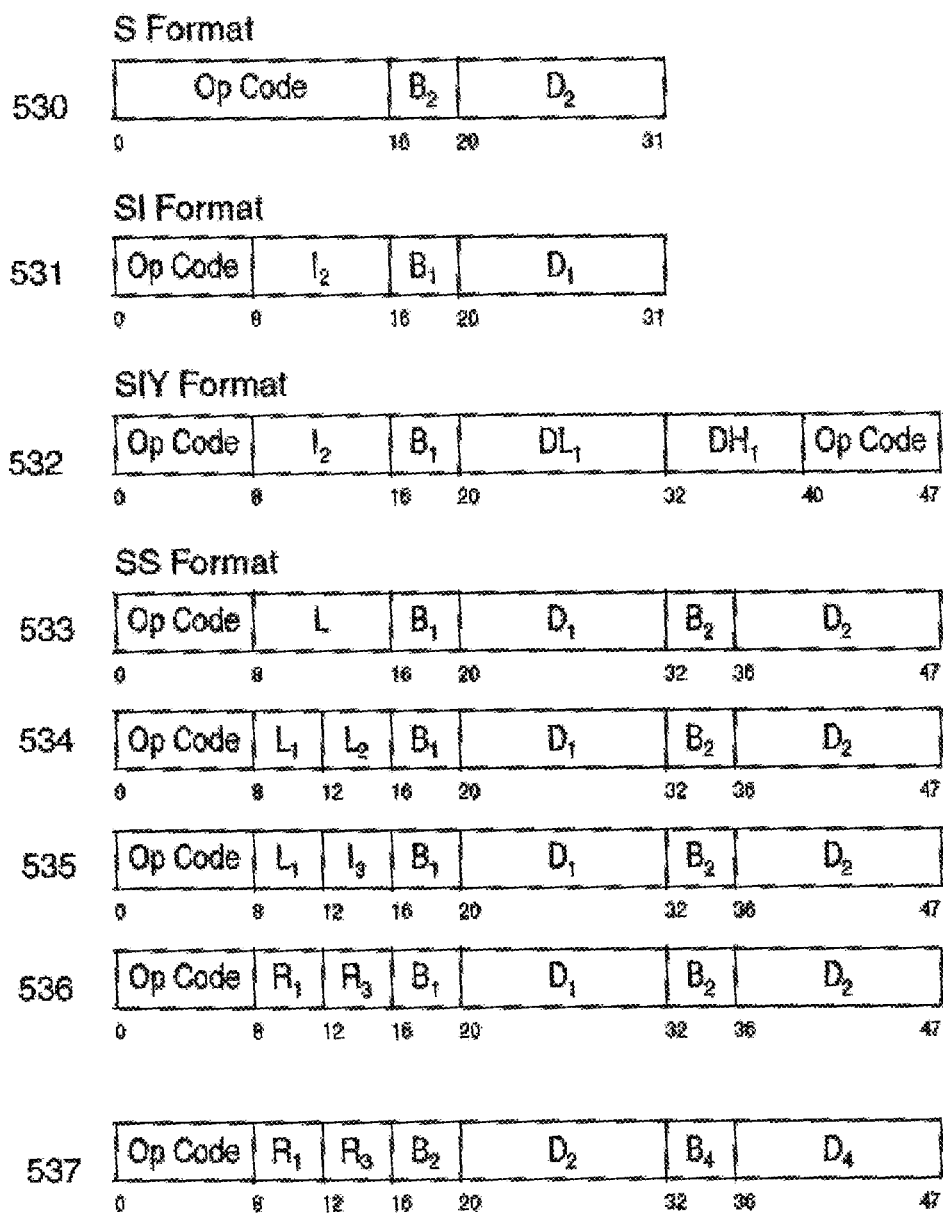 S Format
530 Op Code B₂ D₂
0 16 20 31
SI Format
531 Op Code I₂ B₁ D₁
0 8 16 20 31
SIY Format
532 Op Code I₂ B₁ DL₁ DH₁ Op Code
0 8 16 20 32 40 47
SS Format
533 Op Code L B₁ D₁ B₂ D₂
0 8 16 20 32 36 47
534 Op Code L₁ L₂ B₁ D₁ B₂ D₂
0 8 12 16 20 32 36 47
535 Op Code L₁ I₃ B₁ D₁ B₂ D₂
0 8 12 16 20 32 36 47
536 Op Code R₁ R₃ B₁ D₁ B₂ D₂
0 8 12 16 20 32 36 47
537 Op Code R₁ R₃ B₂ D₂ B₄ D₄
0 8 12 16 20 32 36 47